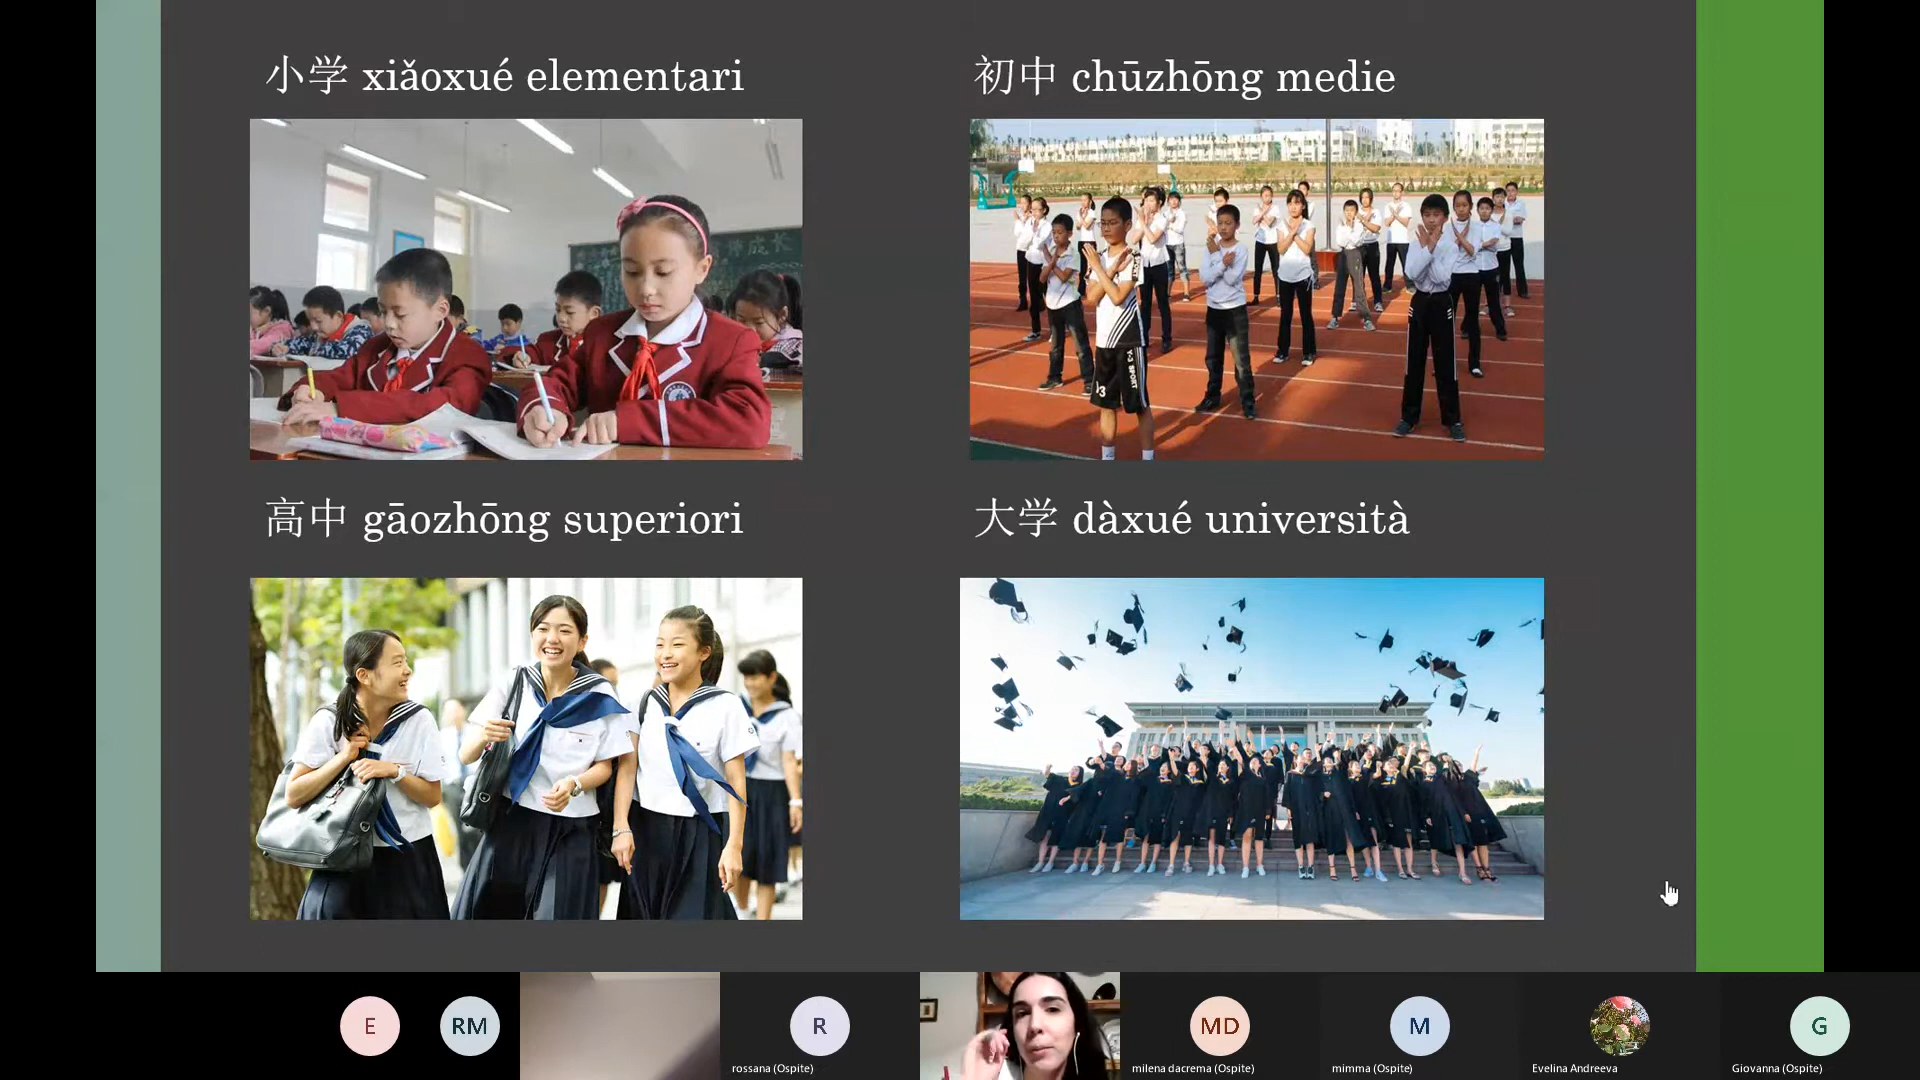 小学 xiǎoxué elementari
初中 chūzhōng medie
高中 gāozhōng superiori
大学 dàxué università
E
RM
R
rossana (Ospite)
MD
milena dacrema (Ospite)
M
mimma (Ospite)
Evelina Andreeva
G
Giovanna (Ospite)